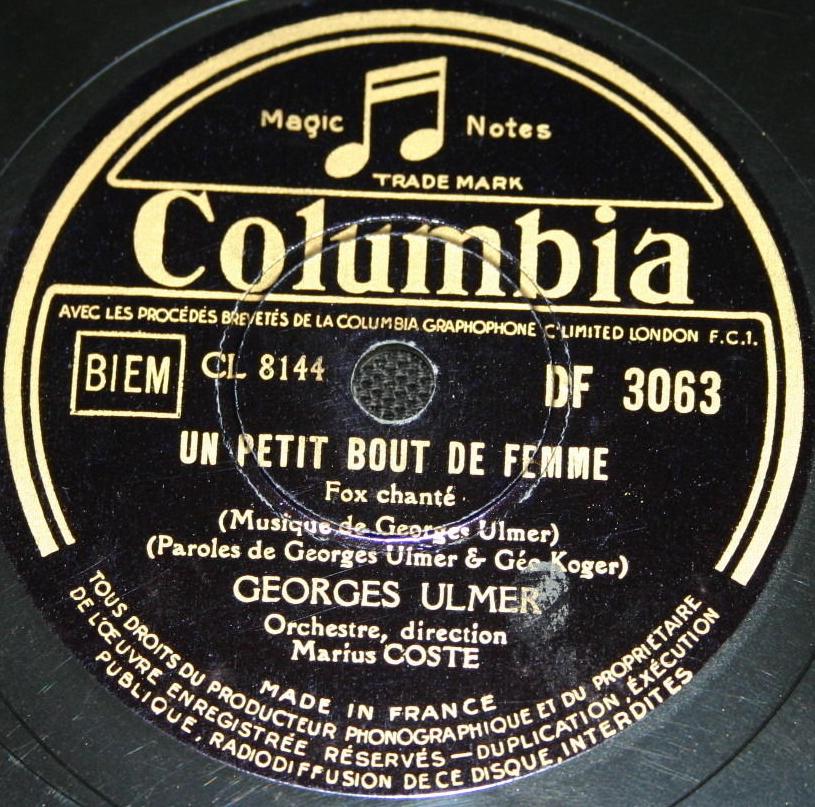 Magic Notes
TRADE MARK
Columbia
AVEC LES PROCÉDÉS BREVETÉS DE LA COLUMBIA GRAPHOPHONE Cº LIMITED LONDON F.C.1.
BIEM CL 8144 DF 3063
UN PETIT BOUT DE FEMME
Fox chanté
(Musique de Georges Ulmer)
(Paroles de Georges Ulmer & Géo Koger)
GEORGES ULMER
Orchestre, direction
Marius COSTE
MADE IN FRANCE
TOUS DROITS DU PRODUCTEUR PHONOGRAPHIQUE ET DU PROPRIÉTAIRE
DE L'ŒUVRE ENREGISTRÉE RÉSERVÉS — DUPLICATION, EXÉCUTION
PUBLIQUE, RADIODIFFUSION DE CE DISQUE INTERDITES